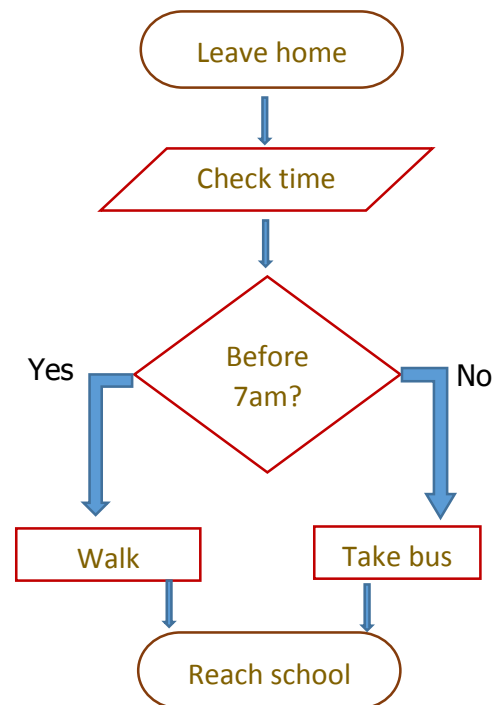 Leave home
Check time
Before
7am?
Yes
No
Walk
Take bus
Reach school